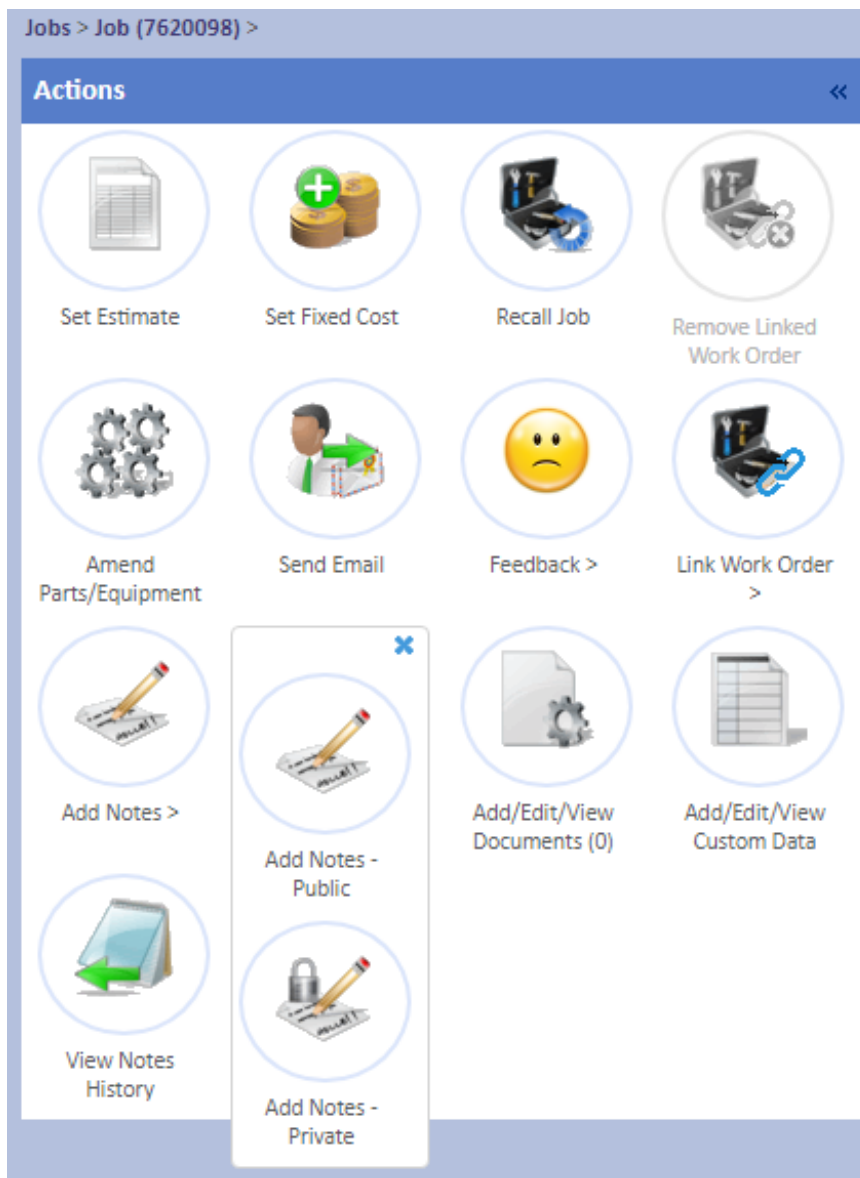 Jobs > Job (7620098) >
Actions
«
Set Estimate
Set Fixed Cost
Recall Job
Remove Linked
Work Order
Amend
Parts/Equipment
Send Email
Feedback >
Link Work Order
>
Add Notes >
Add Notes -
Public
Add/Edit/View
Documents (0)
Add/Edit/View
Custom Data
View Notes
History
Add Notes -
Private